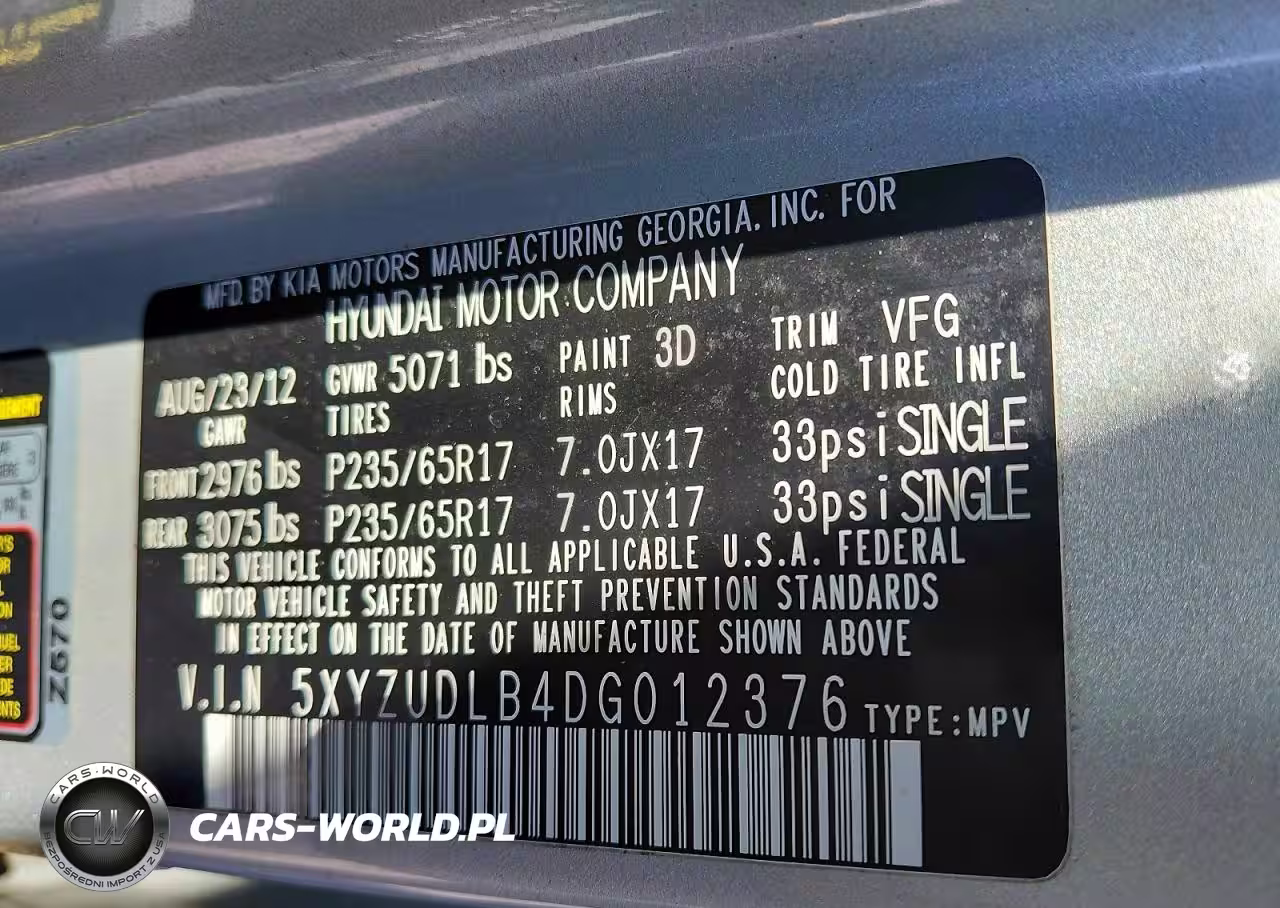 MFD. BY KIA MOTORS MANUFACTURING GEORGIA. INC. FOR
HYUNDAI MOTOR COMPANY
AUG/23/12 GVWR 5071 lbs PAINT 3D TRIM VFG
GAWR TIRES RIMS COLD TIRE INFL
FRONT 2976 lbs P235/65R17 7.0JX17 33psi SINGLE
REAR 3075 lbs P235/65R17 7.0JX17 33psi SINGLE
THIS VEHICLE CONFORMS TO ALL APPLICABLE U.S.A. FEDERAL
MOTOR VEHICLE SAFETY AND THEFT PREVENTION STANDARDS
IN EFFECT ON THE DATE OF MANUFACTURE SHOWN ABOVE
V.I.N 5XYZUDLB4DG012376 TYPE:MPV
Z670
CARS-WORLD
CW
BEZPOŚREDNI IMPORT Z USA
CARS-WORLD.PL